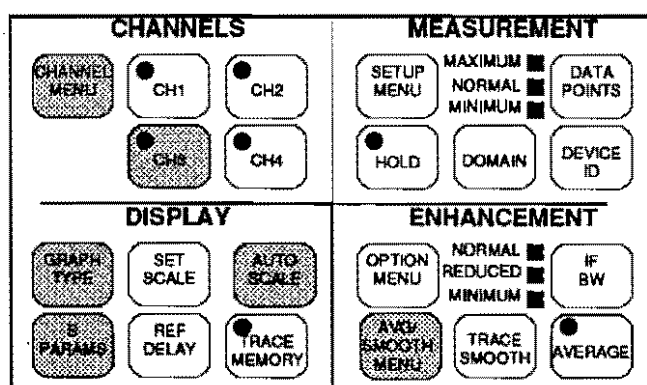 CHANNELS
CHANNEL
MENU
CH1
CH2
CH3
CH4
MEASUREMENT
SETUP
MENU
MAXIMUM
NORMAL
MINIMUM
DATA
POINTS
HOLD
DOMAIN
DEVICE
ID
DISPLAY
GRAPH
TYPE
SET
SCALE
AUTO
SCALE
S
PARAMS
REF
DELAY
TRACE
MEMORY
ENHANCEMENT
OPTION
MENU
NORMAL
REDUCED
MINIMUM
IF
BW
AVG/
SMOOTH
MENU
TRACE
SMOOTH
AVERAGE